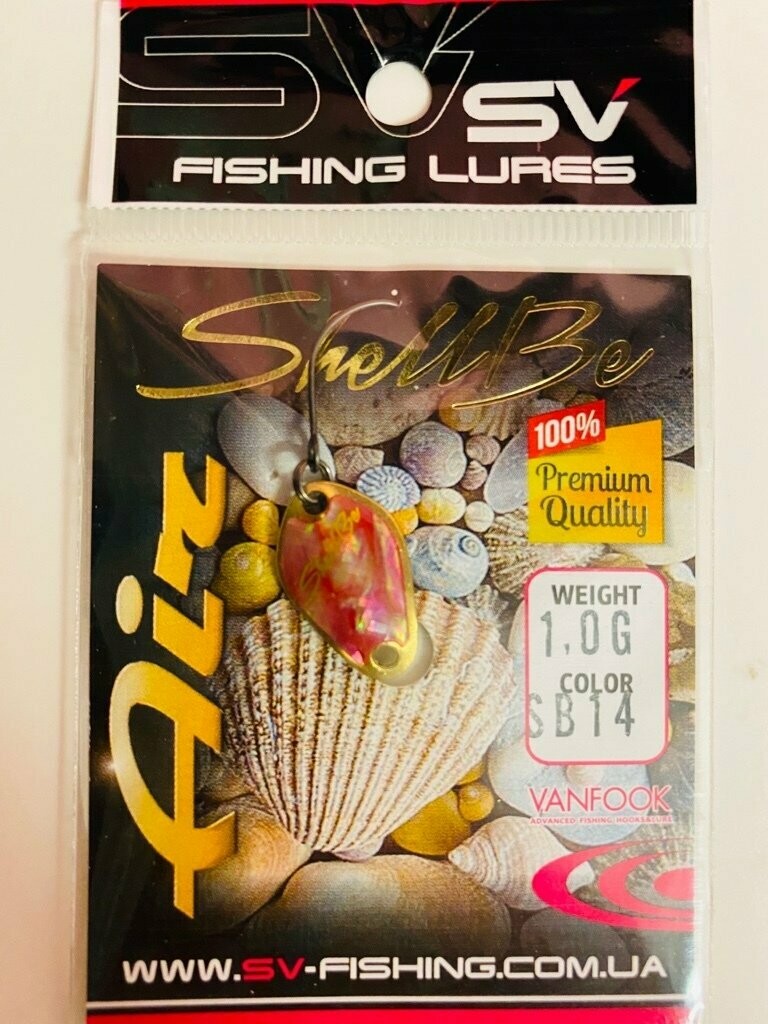 SV
SV
FISHING LURES
ShellBe
Air
100%
Premium
Quality
WEIGHT
1.0G
COLOR
SB14
VANFOOK
ADVANCED FISHING HOOKS&LURE
WWW.SV-FISHING.COM.UA